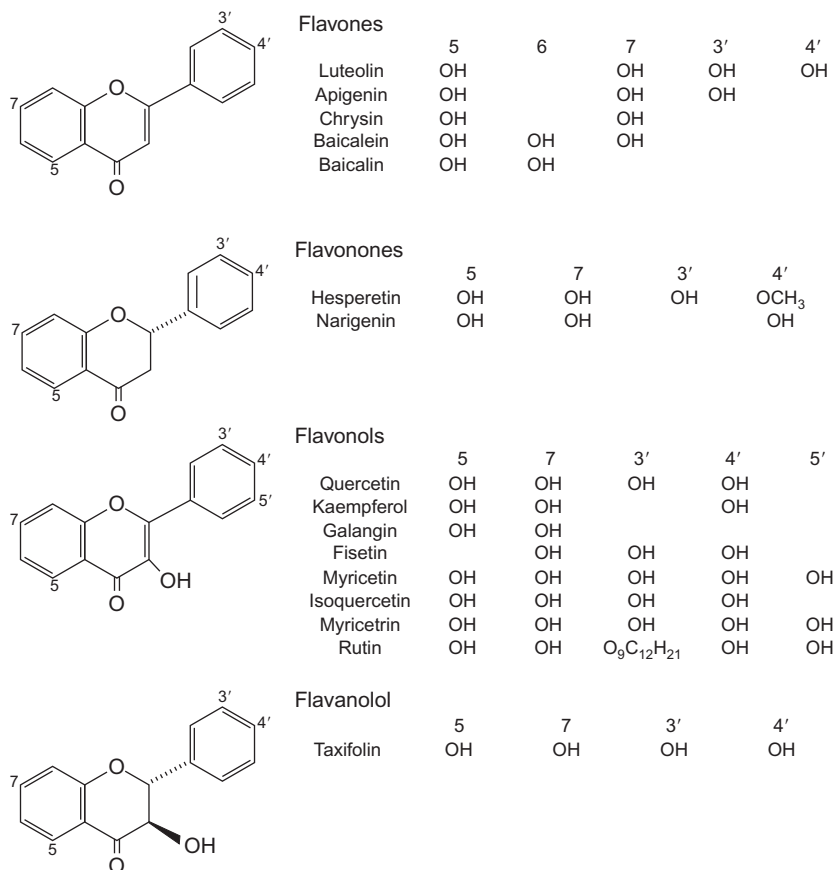 Flavones
5 6 7 3′ 4′
Luteolin OH OH OH OH
Apigenin OH OH OH
Chrysin OH OH
Baicalein OH OH OH
Baicalin OH OH
3′
4′
7
O
5
O
Flavonones
5 7 3′ 4′
Hesperetin OH OH OH OCH₃
Narigenin OH OH OH
3′
4′
7
O
5
O
Flavonols
5 7 3′ 4′ 5′
Quercetin OH OH OH OH
Kaempferol OH OH OH
Galangin OH OH
Fisetin OH OH OH
Myricetin OH OH OH OH OH
Isoquercetin OH OH OH OH
Myricetrin OH OH OH OH OH
Rutin OH OH O₉C₁₂H₂₁ OH OH
3′
4′
5′
7
O
OH
5
O
Flavanolol
5 7 3′ 4′
Taxifolin OH OH OH OH
3′
4′
7
O
OH
5
O